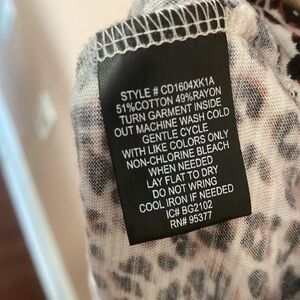 STYLE # CD1604XK1A
51%COTTON 49%RAYON
TURN GARMENT INSIDE
OUT MACHINE WASH COLD
GENTLE CYCLE
WITH LIKE COLORS ONLY
NON-CHLORINE BLEACH
WHEN NEEDED
LAY FLAT TO DRY
DO NOT WRING
COOL IRON IF NEEDED
IC# BG2102
RN# 95377